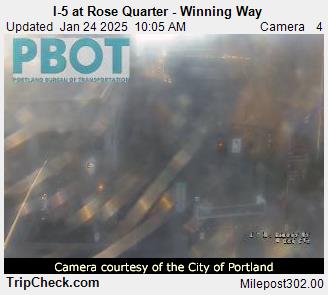 I-5 at Rose Quarter - Winning Way
Updated Jan 24 2025 10:05 AM Camera 4
PBOT
PORTLAND BUREAU OF TRANSPORTATION
Camera courtesy of the City of Portland
TripCheck.com Milepost302.00